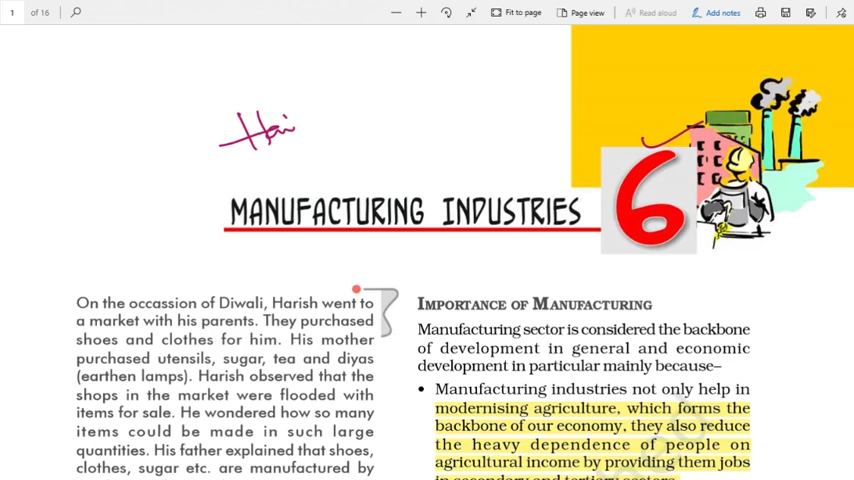 1 of 16 Fit to page Page view Read aloud Add notes
Hai
MANUFACTURING INDUSTRIES 6
On the occassion of Diwali, Harish went to
a market with his parents. They purchased
shoes and clothes for him. His mother
purchased utensils, sugar, tea and diyas
(earthen lamps). Harish observed that the
shops in the market were flooded with
items for sale. He wondered how so many
items could be made in such large
quantities. His father explained that shoes,
clothes, sugar etc. are manufactured by
IMPORTANCE OF MANUFACTURING
Manufacturing sector is considered the backbone
of development in general and economic
development in particular mainly because–
• Manufacturing industries not only help in
modernising agriculture, which forms the
backbone of our economy, they also reduce
the heavy dependence of people on
agricultural income by providing them jobs
in secondary and tertiary sectors.